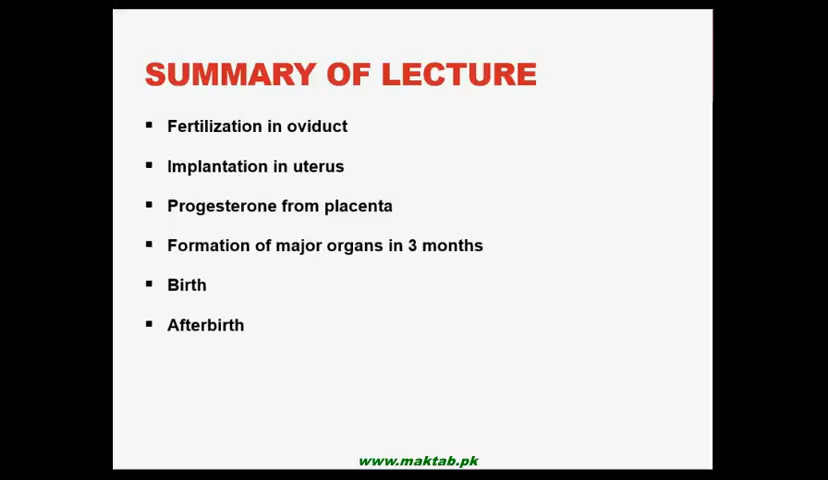 SUMMARY OF LECTURE
▪ Fertilization in oviduct
▪ Implantation in uterus
▪ Progesterone from placenta
▪ Formation of major organs in 3 months
▪ Birth
▪ Afterbirth
www.maktab.pk